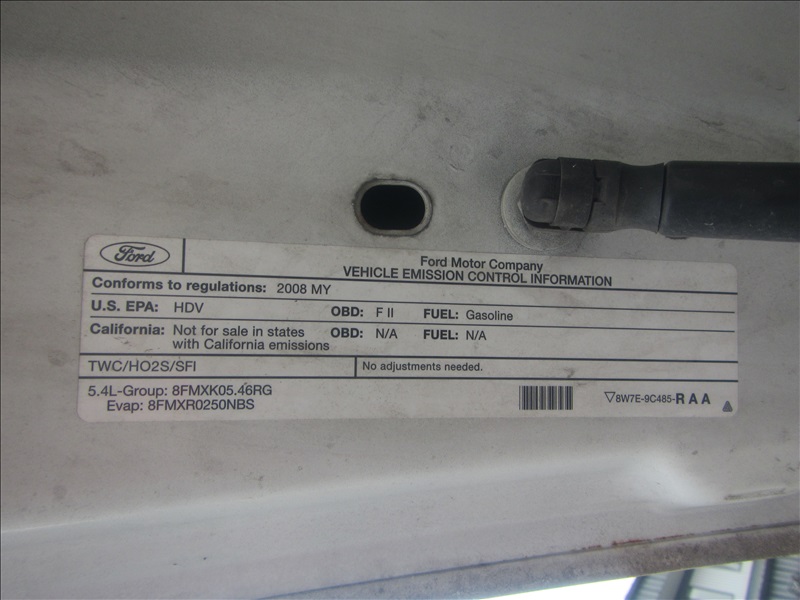 Ford
Ford Motor Company
VEHICLE EMISSION CONTROL INFORMATION
Conforms to regulations: 2008 MY
U.S. EPA: HDV OBD: F II FUEL: Gasoline
California: Not for sale in states with California emissions OBD: N/A FUEL: N/A
TWC/HO2S/SFI No adjustments needed.
5.4L-Group: 8FMXK05.46RG
Evap: 8FMXR0250NBS
8W7E-9C485-RAA